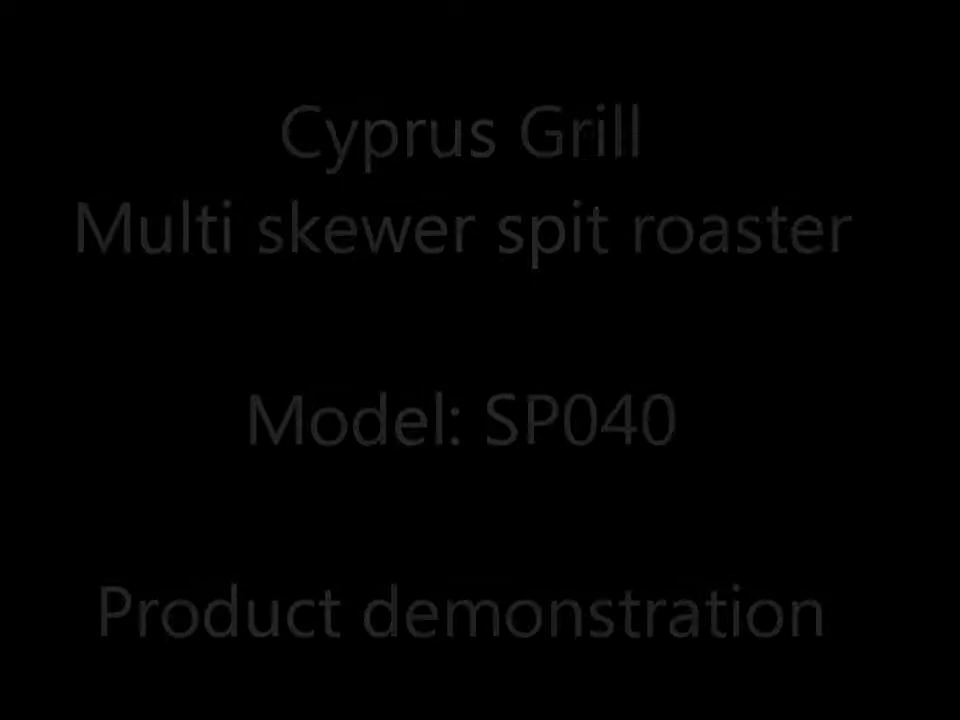 Cyprus Grill
Multi skewer spit roaster
Model: SP040
Product demonstration